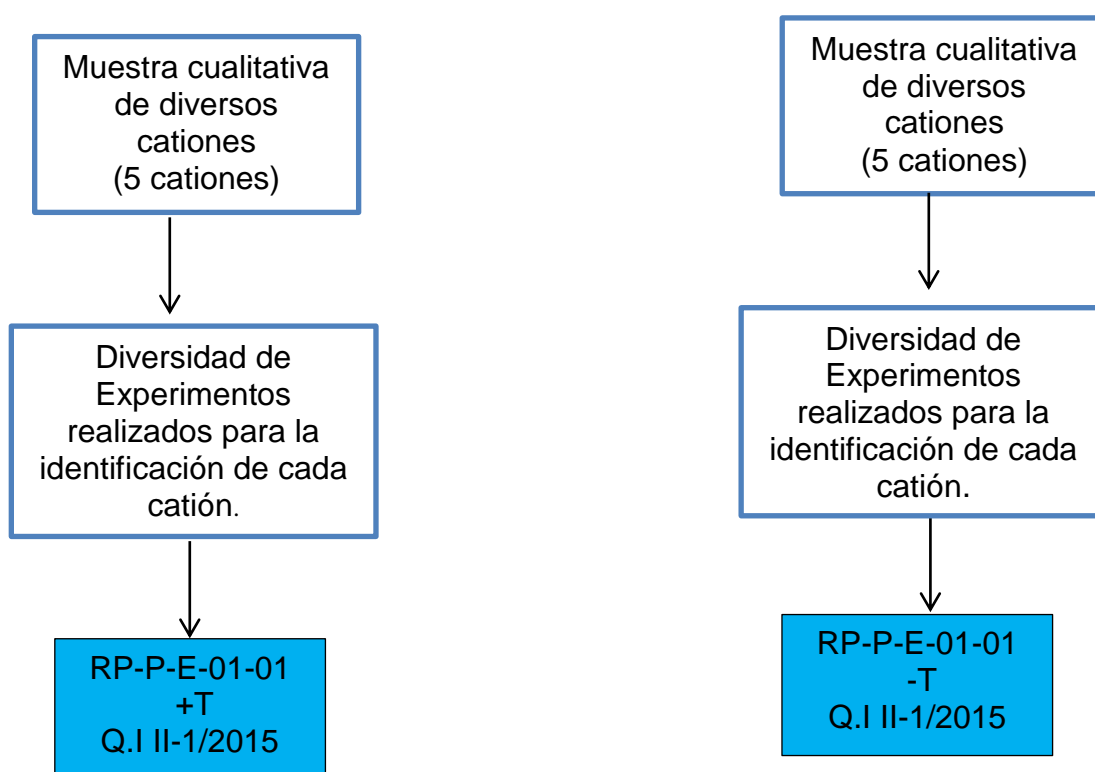 Muestra cualitativa
de diversos
cationes
(5 cationes)
Diversidad de
Experimentos
realizados para la
identificación de cada
catión.
RP-P-E-01-01
+T
Q.I II-1/2015
Muestra cualitativa
de diversos
cationes
(5 cationes)
Diversidad de
Experimentos
realizados para la
identificación de cada
catión.
RP-P-E-01-01
-T
Q.I II-1/2015